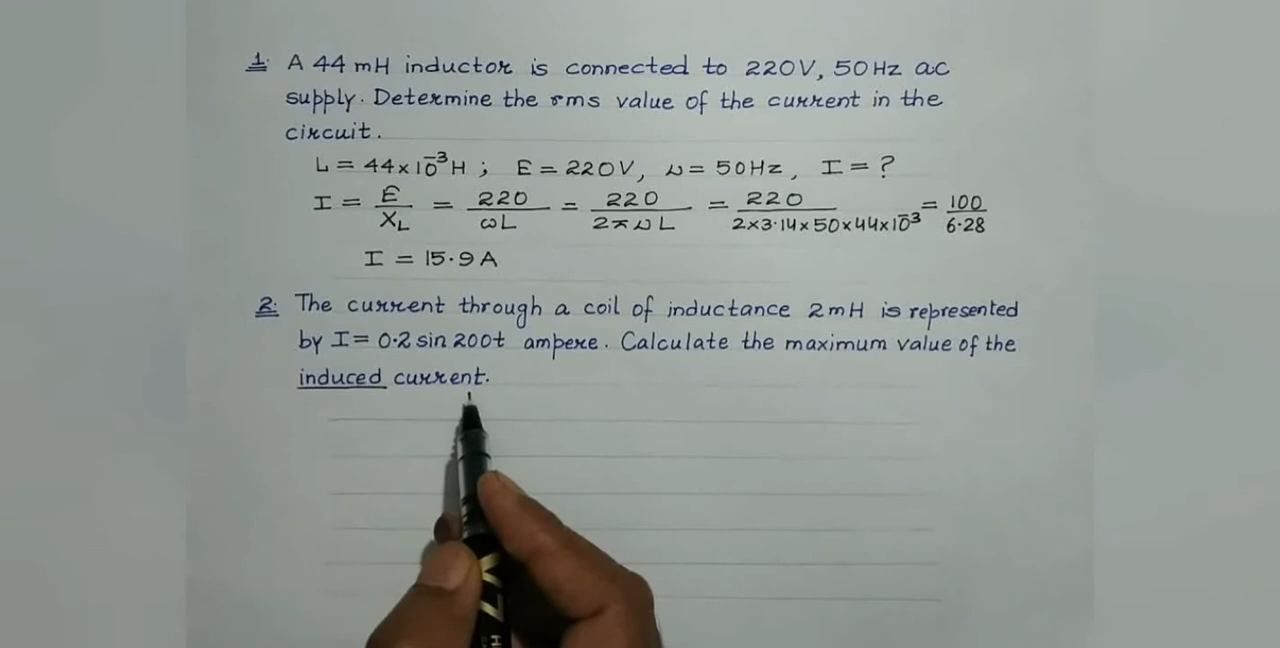 1. A 44 mH inductor is connected to 220V, 50Hz ac
supply. Determine the rms value of the current in the
circuit.
L = 44×10⁻³H ; E = 220V, ν = 50Hz, I = ?
I = E/X_L = 220/ωL = 220/2πνL = 220/2×3·14×50×44×10⁻³ = 100/6·28
I = 15·9 A
2. The current through a coil of inductance 2mH is represented
by I = 0·2 sin 200t ampere. Calculate the maximum value of the
induced current.
V7
H